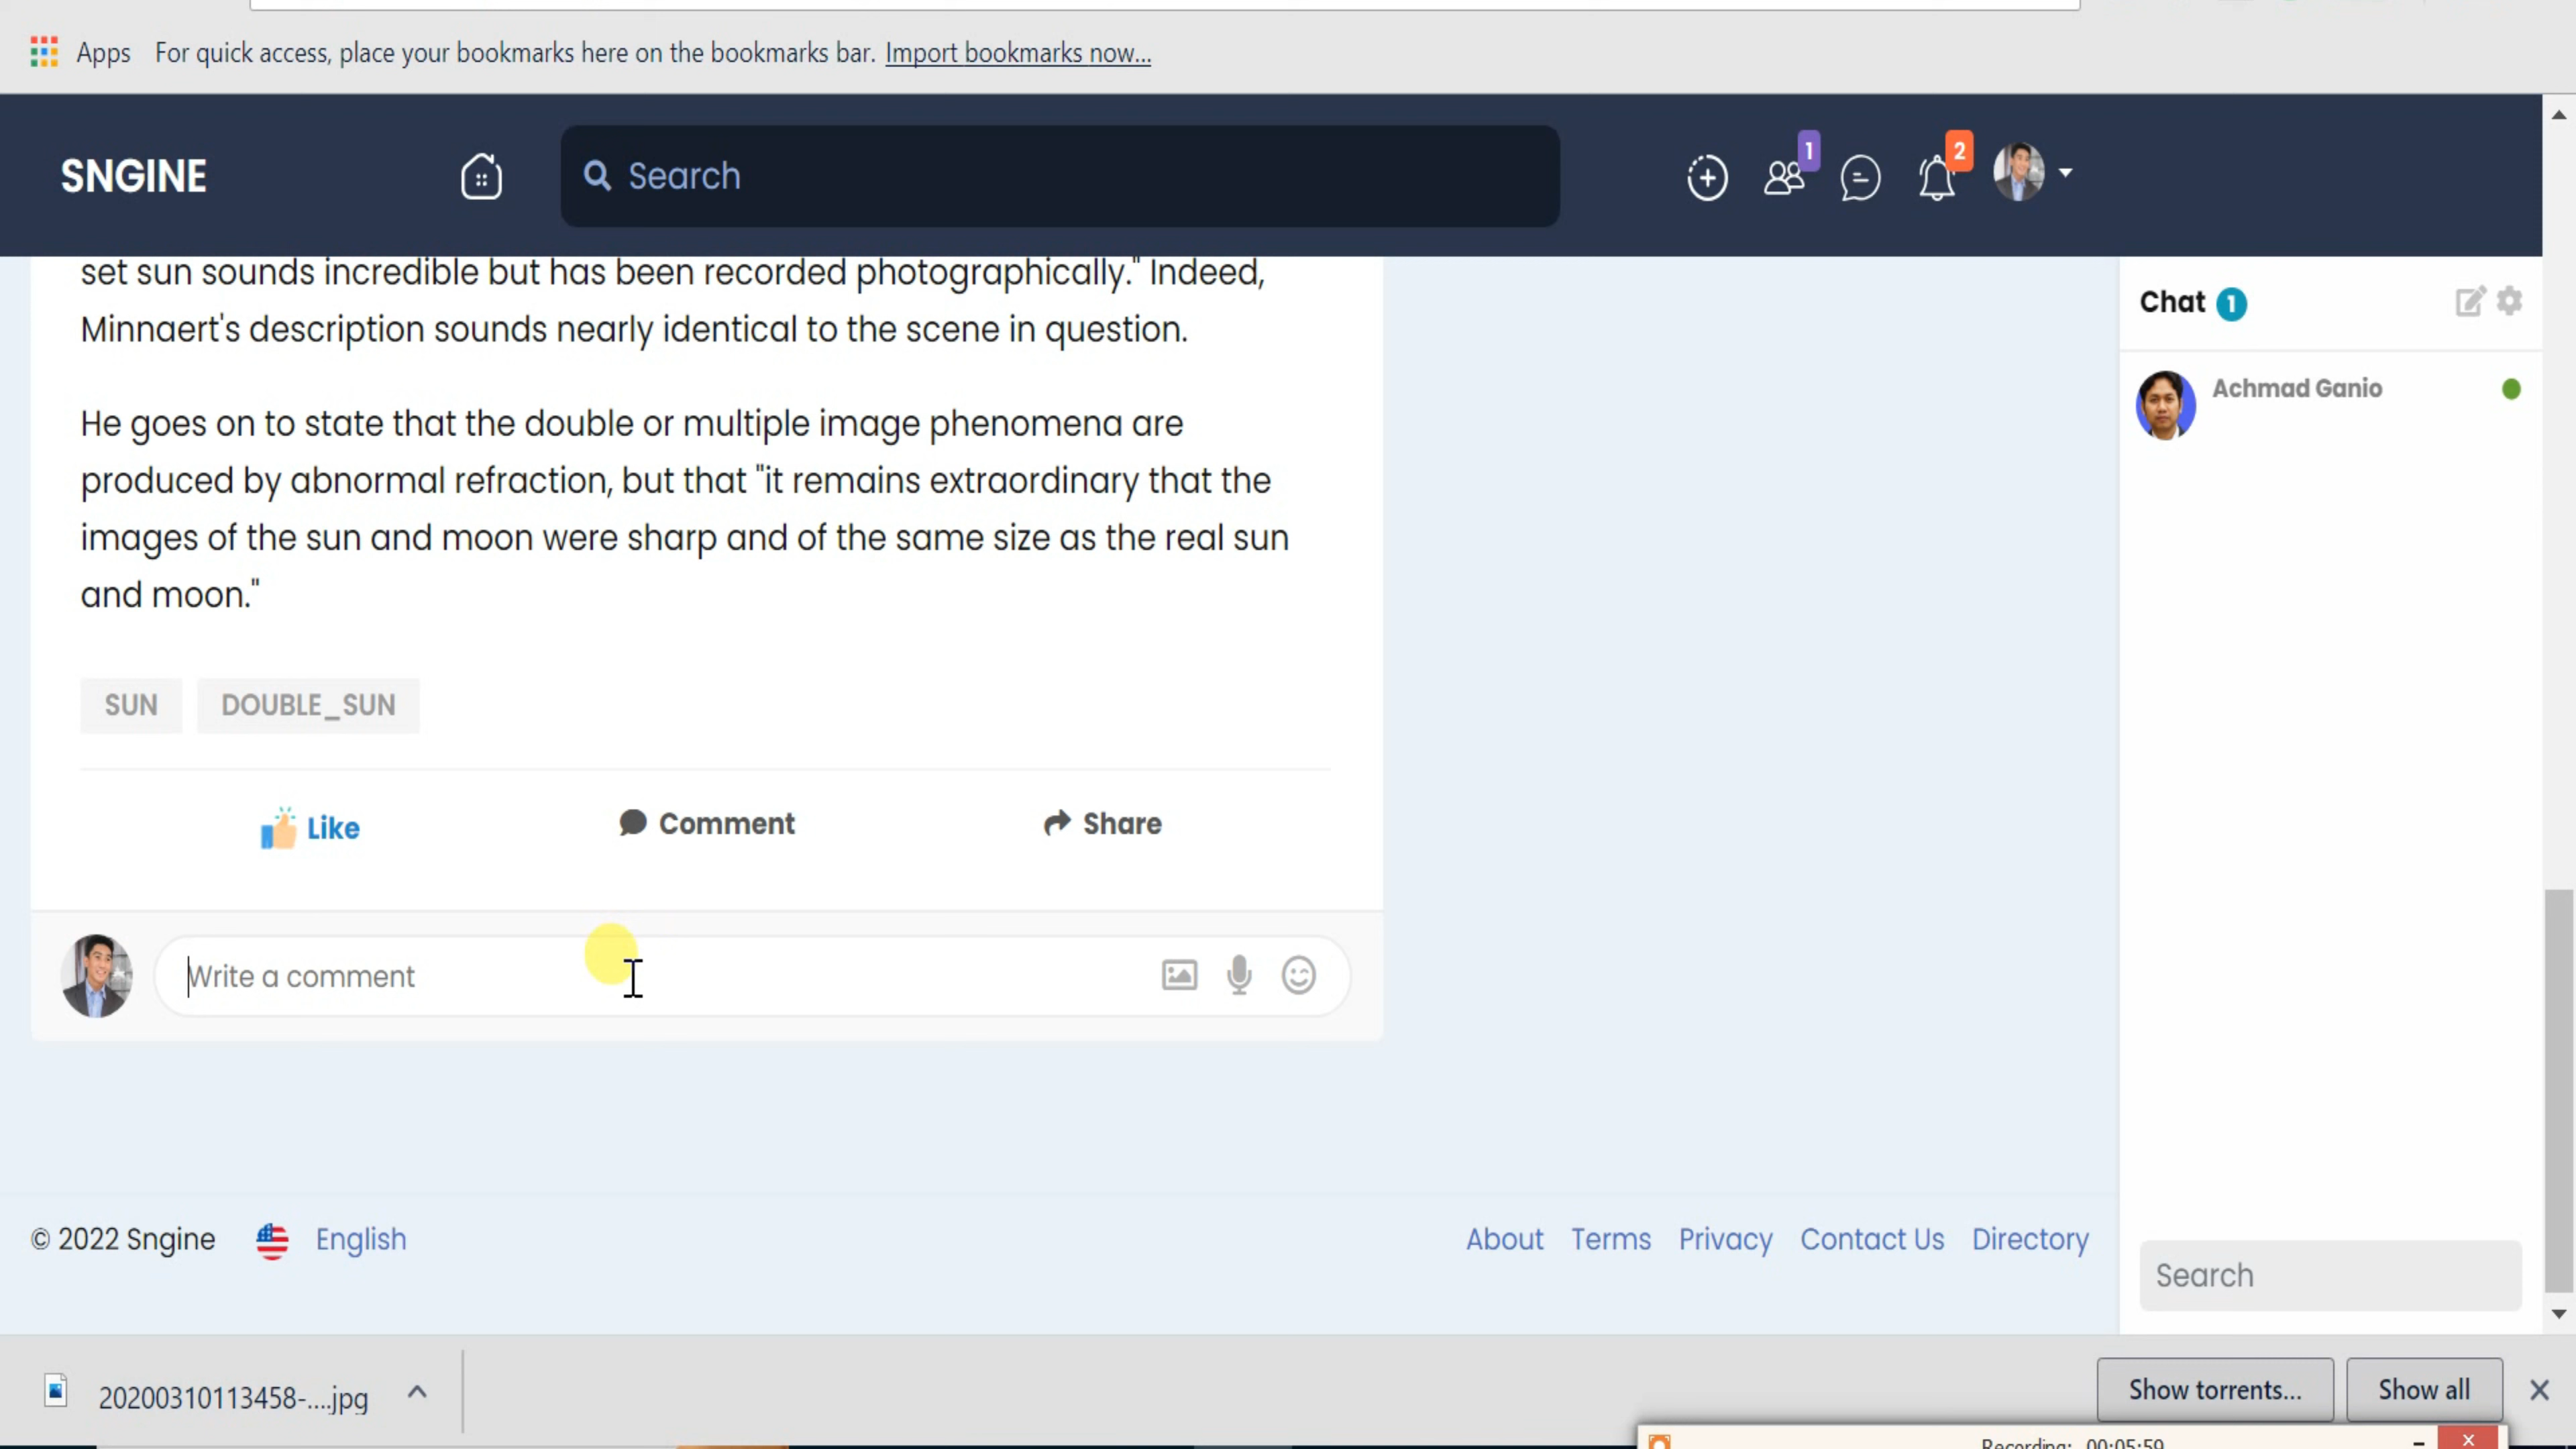 Apps For quick access, place your bookmarks here on the bookmarks bar. Import bookmarks now...
SNGINE
Search
1
2
set sun sounds incredible but has been recorded photographically." Indeed,
Minnaert's description sounds nearly identical to the scene in question.
He goes on to state that the double or multiple image phenomena are
produced by abnormal refraction, but that "it remains extraordinary that the
images of the sun and moon were sharp and of the same size as the real sun
and moon."
SUN DOUBLE_SUN
Like Comment Share
Write a comment
Chat 1
Achmad Ganio
Search
© 2022 Sngine English
About Terms Privacy Contact Us Directory
20200310113458-....jpg
Show torrents... Show all
Recording: 00:05:59